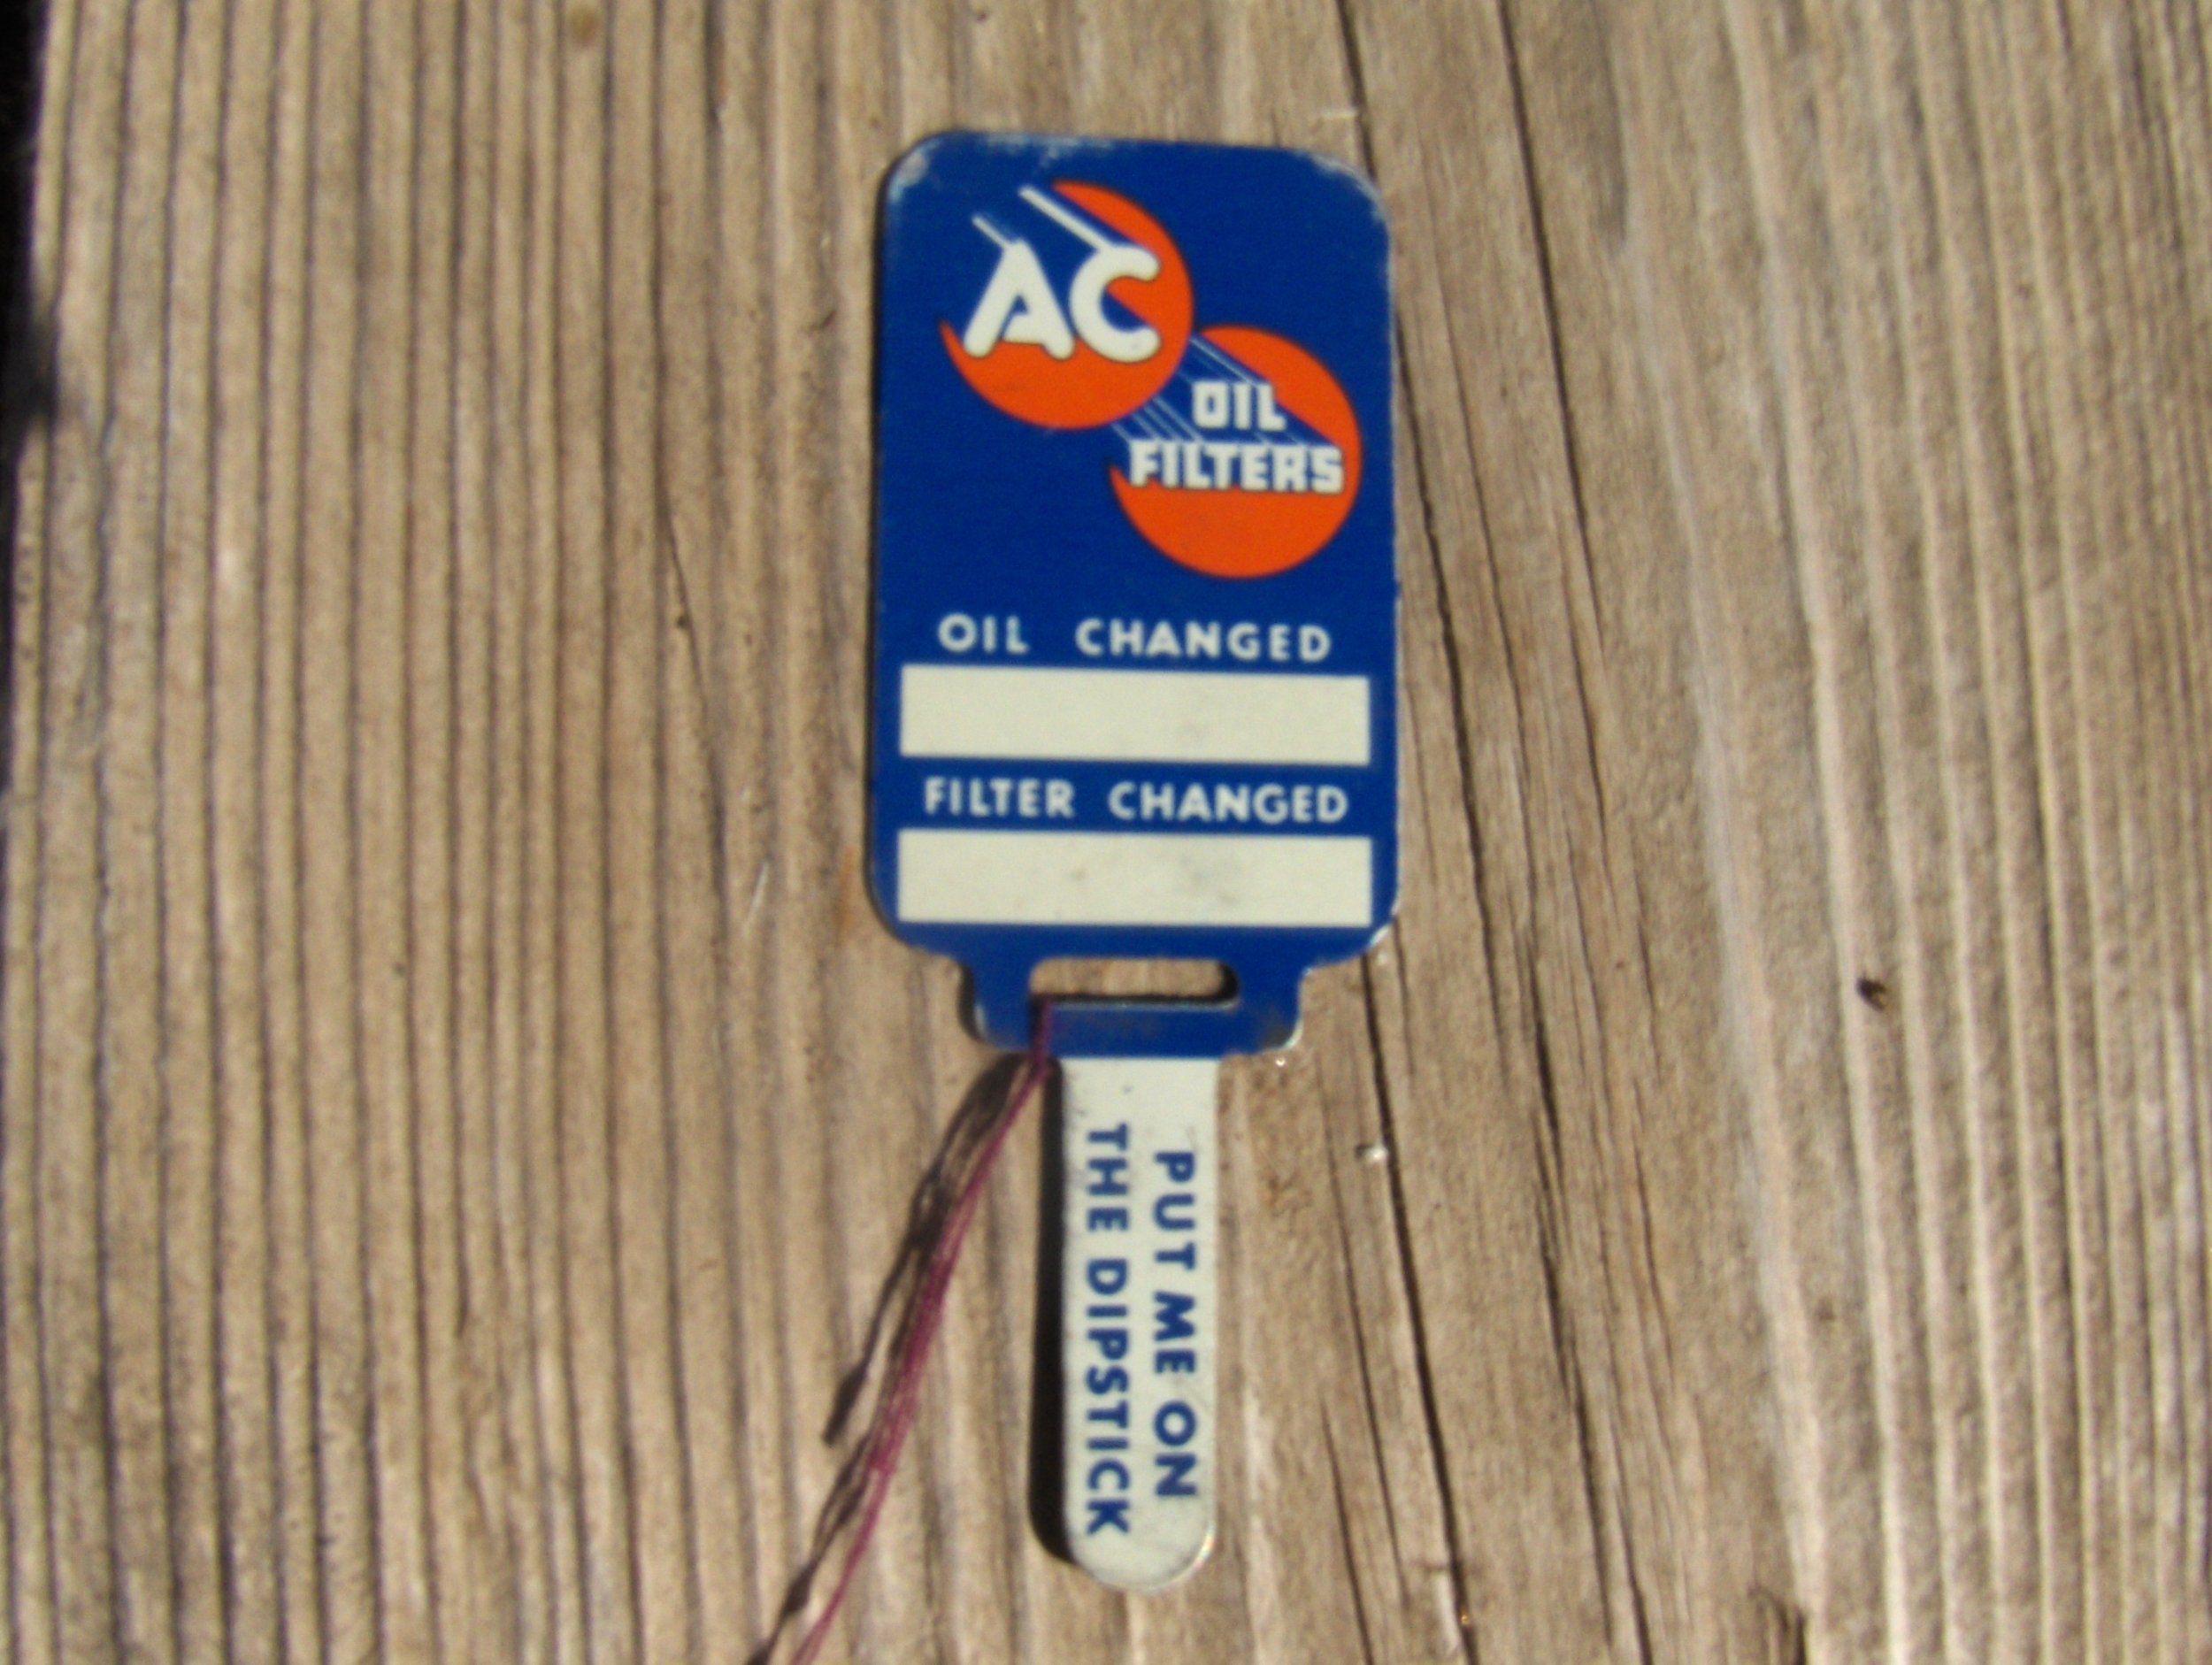 AC
OIL
FILTERS
OIL CHANGED
FILTER CHANGED
PUT ME ON
THE DIPSTICK